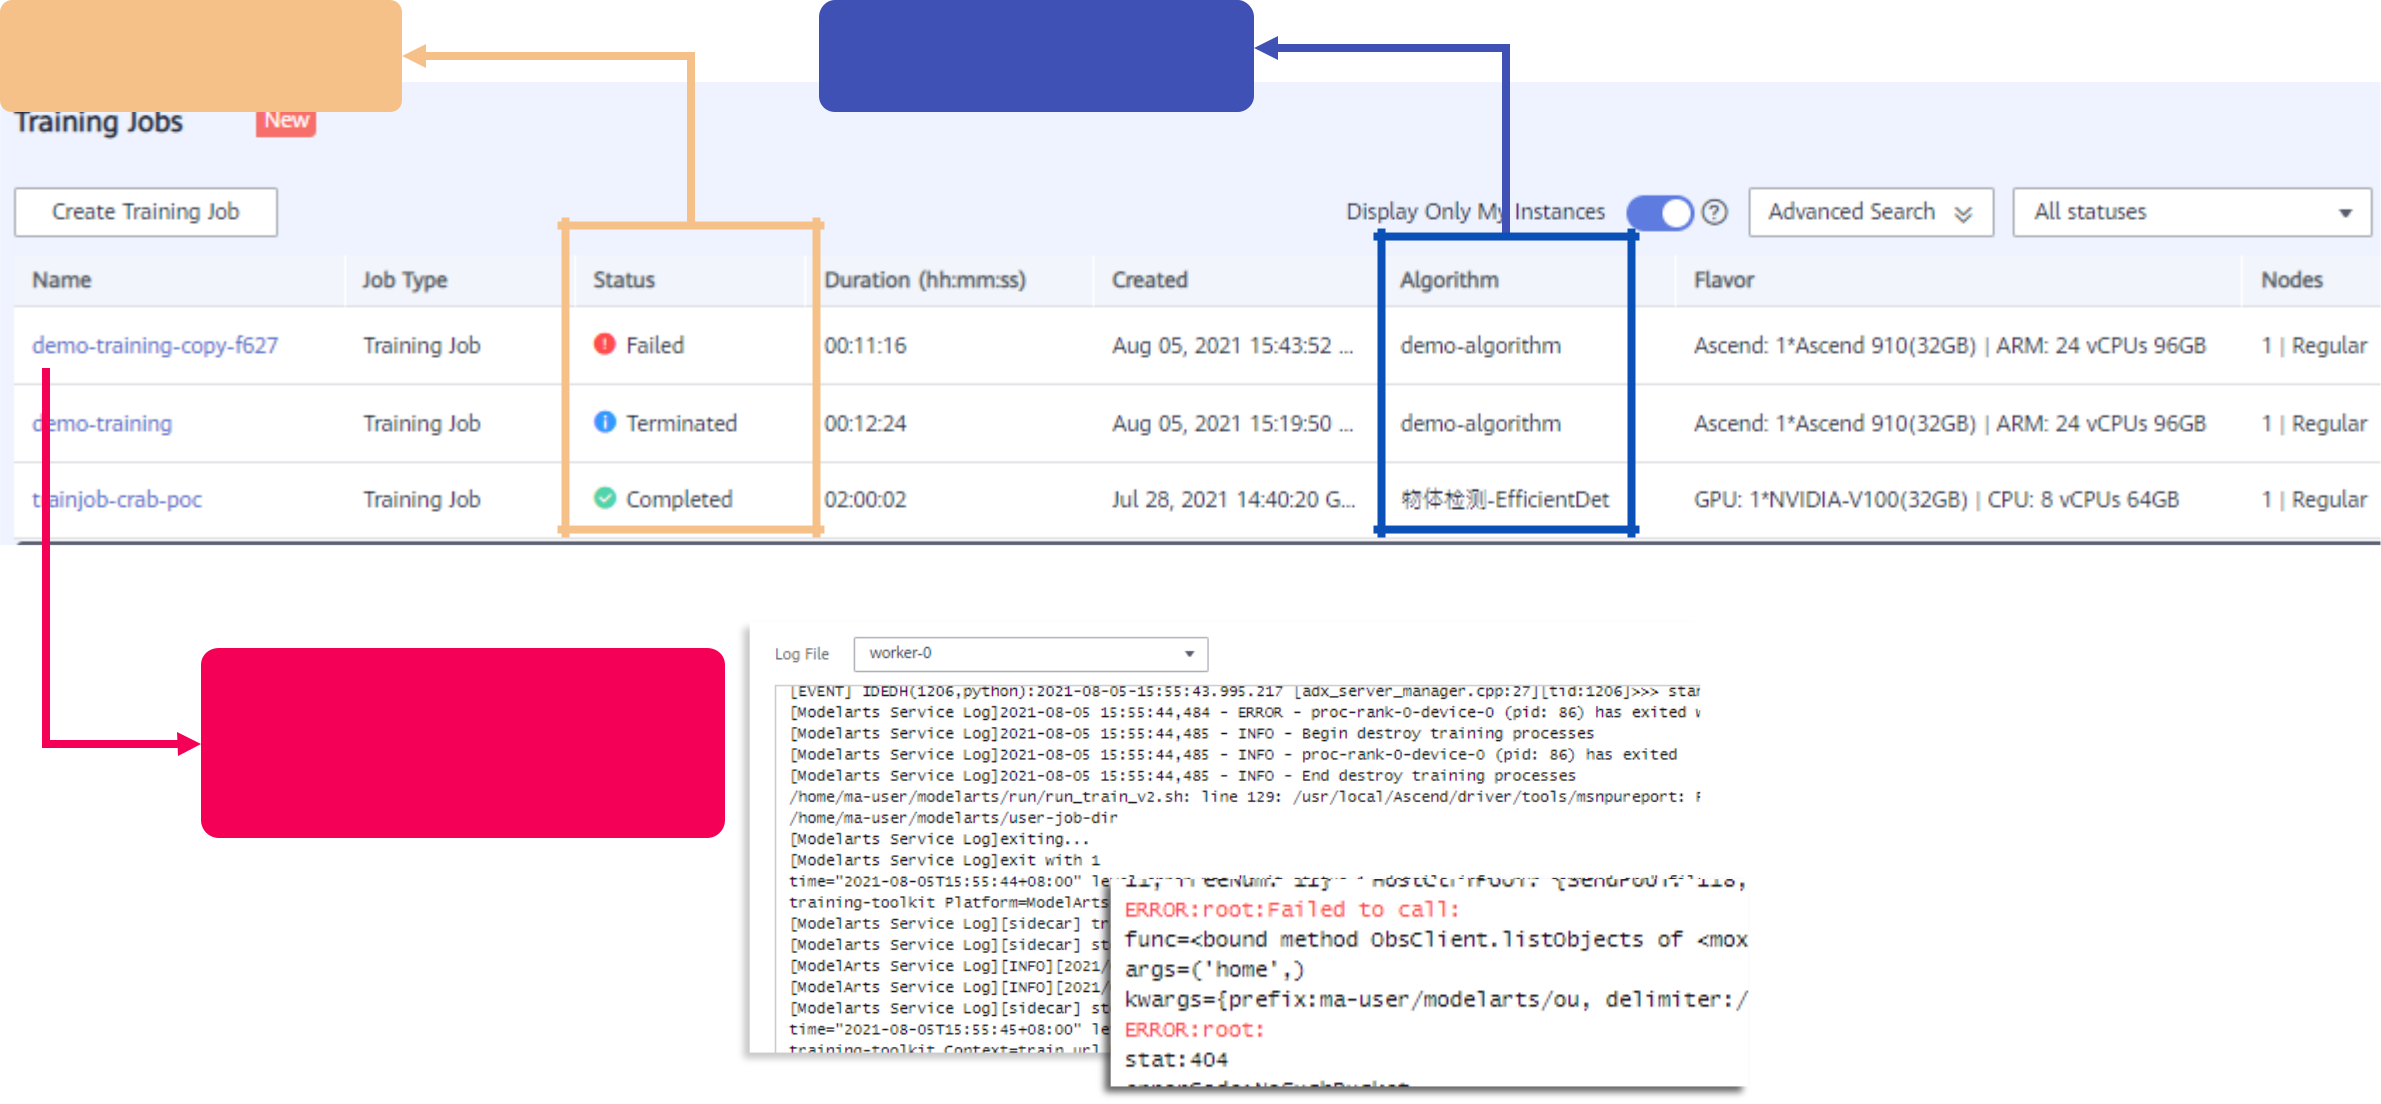 Training Jobs New
Create Training Job Display Only My Instances Advanced Search All statuses
Name Job Type Status Duration (hh:mm:ss) Created Algorithm Flavor Nodes
demo-training-copy-f627 Training Job Failed 00:11:16 Aug 05, 2021 15:43:52 ... demo-algorithm Ascend: 1*Ascend 910(32GB) | ARM: 24 vCPUs 96GB 1 | Regular
demo-training Training Job Terminated 00:12:24 Aug 05, 2021 15:19:50 ... demo-algorithm Ascend: 1*Ascend 910(32GB) | ARM: 24 vCPUs 96GB 1 | Regular
trainjob-crab-poc Training Job Completed 02:00:02 Jul 28, 2021 14:40:20 G... 物体检测-EfficientDet GPU: 1*NVIDIA-V100(32GB) | CPU: 8 vCPUs 64GB 1 | Regular
Log File worker-0
[EVENT] IDEDH(1206,python):2021-08-05-15:55:43.995.217 [adx_server_manager.cpp:27][tid:1206]>>>
[Modelarts Service Log]2021-08-05 15:55:44,484 - ERROR - proc-rank-0-device-0 (pid: 86) has exited
[Modelarts Service Log]2021-08-05 15:55:44,485 - INFO - Begin destroy training processes
[Modelarts Service Log]2021-08-05 15:55:44,485 - INFO - proc-rank-0-device-0 (pid: 86) has exited
[Modelarts Service Log]2021-08-05 15:55:44,485 - INFO - End destroy training processes
/home/ma-user/modelarts/run/run_train_v2.sh: line 129: /usr/local/Ascend/driver/tools/msnpureport:
/home/ma-user/modelarts/user-job-dir
[Modelarts Service Log]exiting...
[Modelarts Service Log]exit with 1
time="2021-08-05T15:55:44+08:00" le
training-toolkit Platform=ModelArts
[Modelarts Service Log][sidecar] tr
[Modelarts Service Log][sidecar] st
[ModelArts Service Log][INFO][2021/
[ModelArts Service Log][INFO][2021/
[Modelarts Service Log][sidecar] st
time="2021-08-05T15:55:45+08:00" le
training-toolkit Context=train url
ERROR:root:Failed to call:
func=<bound method ObsClient.listObjects of <mox
args=('home',)
kwargs={prefix:ma-user/modelarts/ou, delimiter:/
ERROR:root:
stat:404